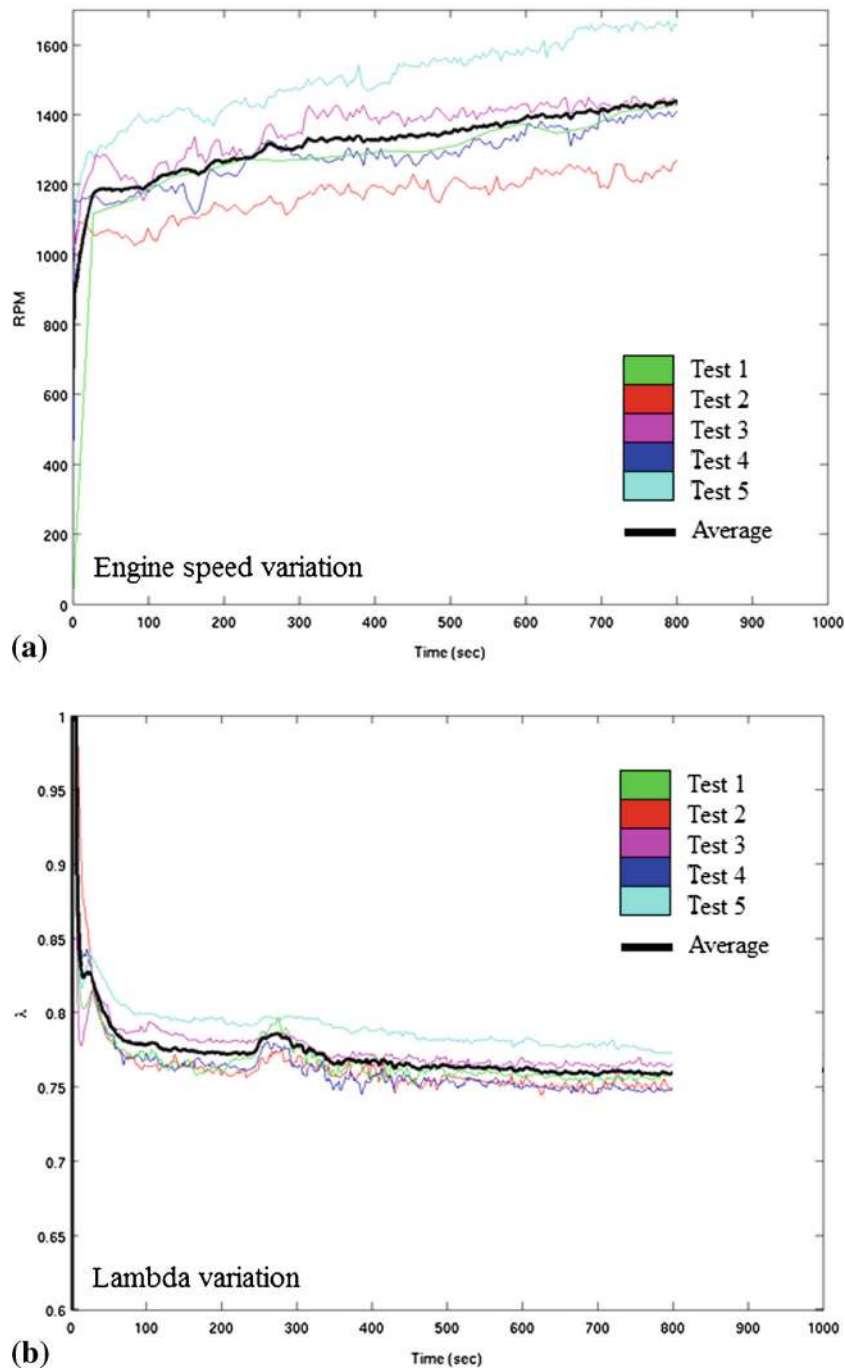 1600
1400
1200
1000
800
600
400
200
0
RPM
Test 1
Test 2
Test 3
Test 4
Test 5
Average
Engine speed variation
0 100 200 300 400 500 600 700 800 900 1000
Time (sec)
(a)
1
0.95
0.9
0.85
0.8
0.75
0.7
0.65
0.6
λ
Test 1
Test 2
Test 3
Test 4
Test 5
Average
Lambda variation
0 100 200 300 400 500 600 700 800 900 1000
Time (sec)
(b)